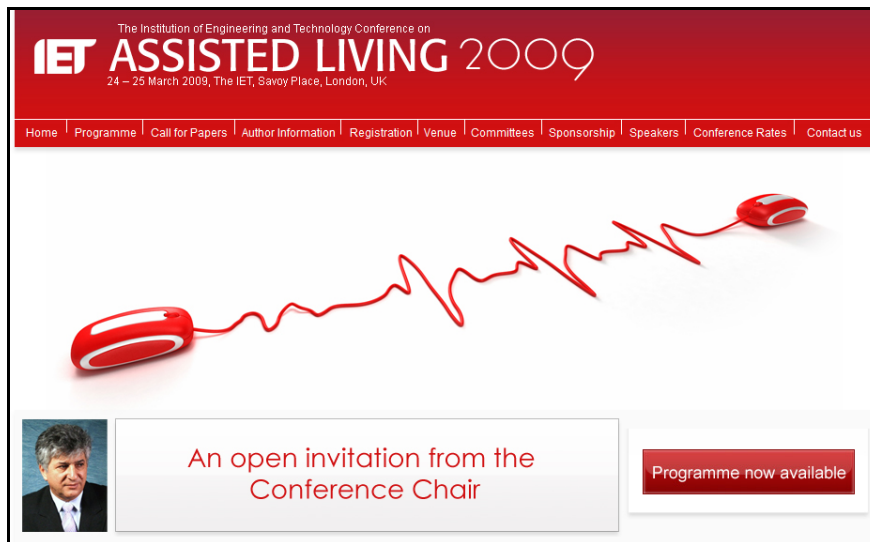 The Institution of Engineering and Technology Conference on
IET ASSISTED LIVING 2009
24 – 25 March 2009, The IET, Savoy Place, London, UK
Home Programme Call for Papers Author Information Registration Venue Committees Sponsorship Speakers Conference Rates Contact us
An open invitation from the
Conference Chair
Programme now available